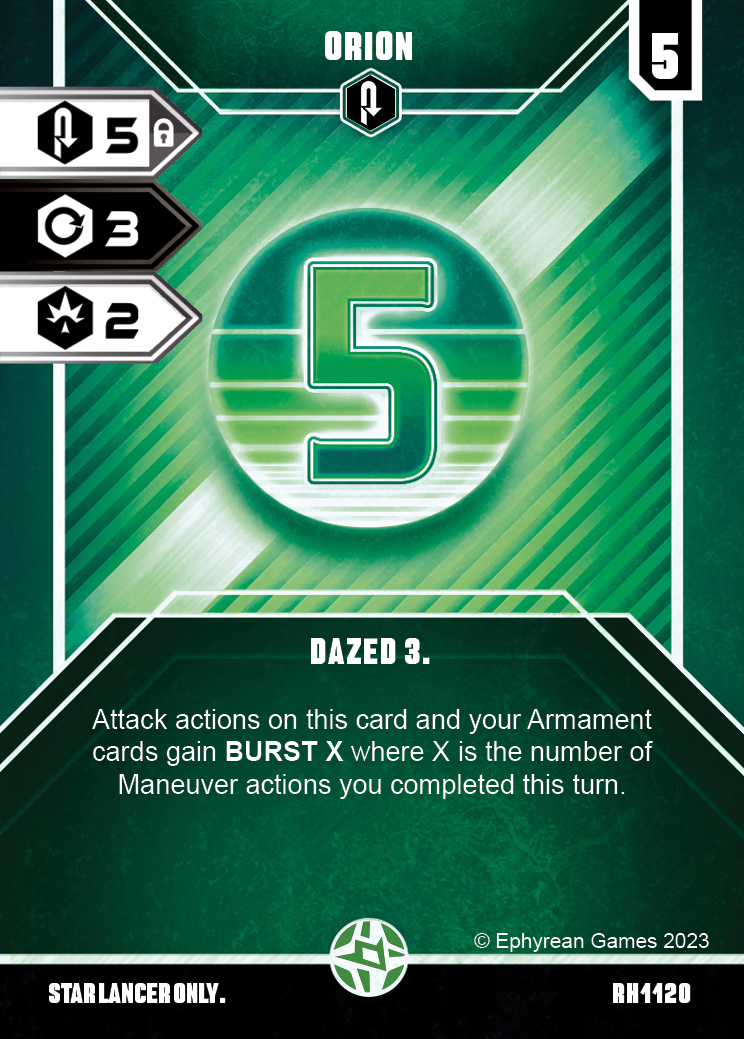 ORION
5
5
3
2
5
DAZED 3.
Attack actions on this card and your Armament
cards gain BURST X where X is the number of
Maneuver actions you completed this turn.
© Ephyrean Games 2023
STAR LANCER ONLY.
RH1120